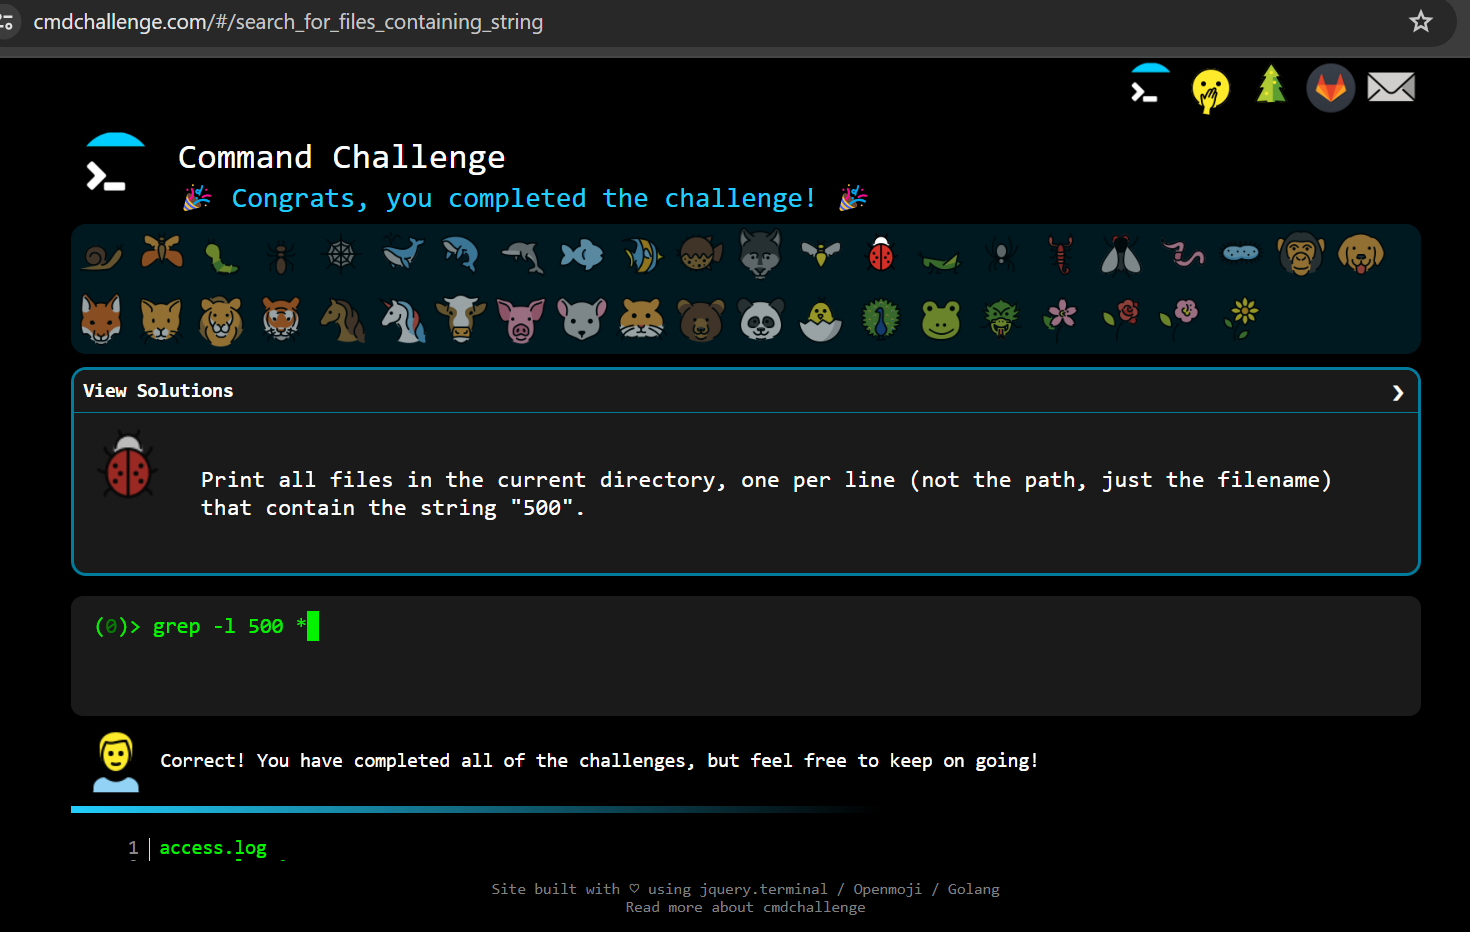 cmdchallenge.com/#/search_for_files_containing_string
Command Challenge
Congrats, you completed the challenge!
View Solutions
Print all files in the current directory, one per line (not the path, just the filename)
that contain the string "500".
(0)> grep -l 500 *
Correct! You have completed all of the challenges, but feel free to keep on going!
1 access.log
Site built with ♡ using jquery.terminal / Openmoji / Golang
Read more about cmdchallenge